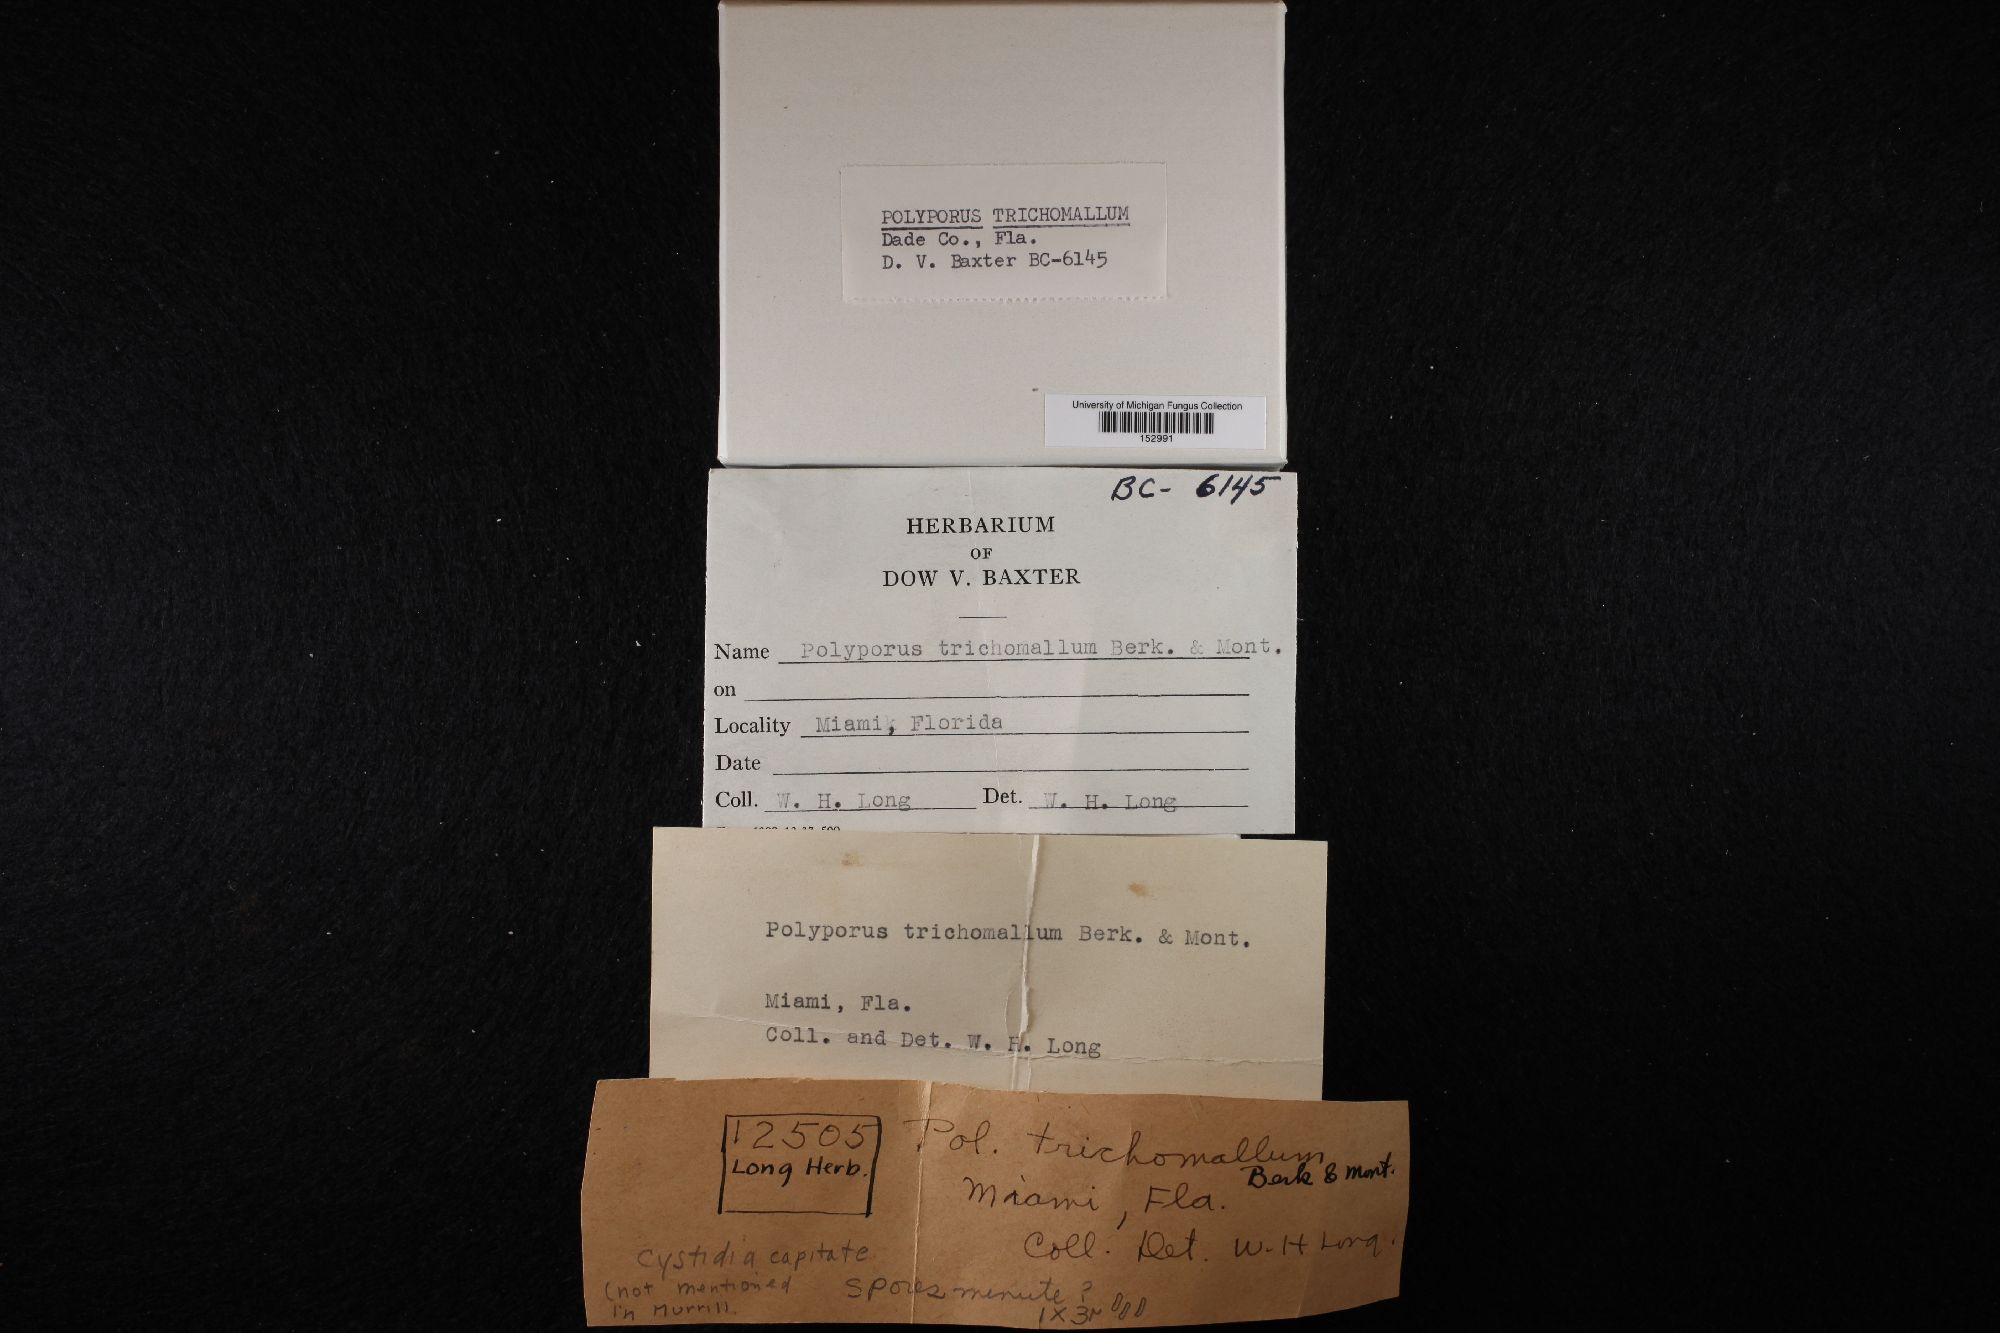 POLYPORUS TRICHOMALLUM
Dade Co., Fla.
D. V. Baxter BC-6145
University of Michigan Fungus Collection
152991
BC- 6145
HERBARIUM
OF
DOW V. BAXTER
Name Polyporus trichomallum Berk. & Mont.
on
Locality Miami, Florida
Date
Coll. W. H. Long Det. W. H. Long
Polyporus trichomallum Berk. & Mont.
Miami, Fla.
Coll. and Det. W. H. Long
12505
Long Herb.
Pol. trichomallum
Berk & Mont.
Miami, Fla.
Coll. Det. W. H Long.
Cystidia capitate
(not mentioned
in Murrill.
Spores minute?
1 x 3μ